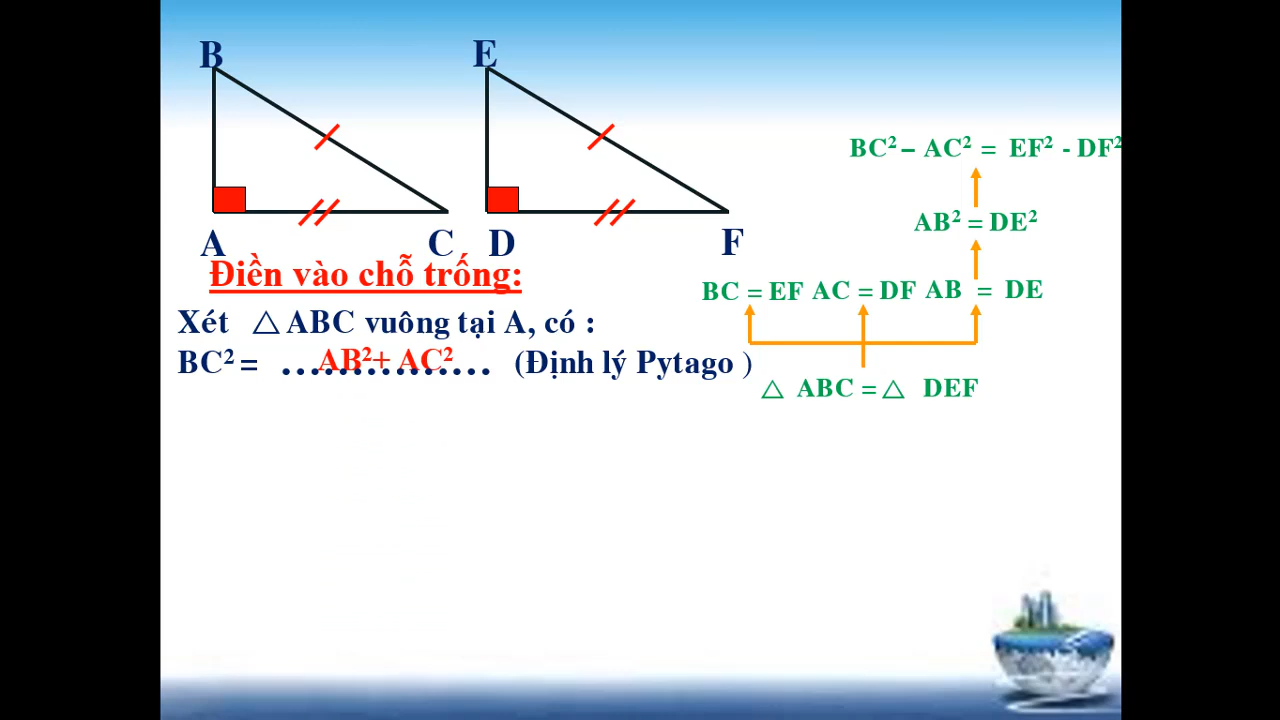 B E
A C D F
Điền vào chỗ trống:
Xét △ ABC vuông tại A, có :
BC² = ...AB²+ AC²... (Định lý Pytago )
BC² – AC² = EF² - DF²
AB² = DE²
BC = EF AC = DF AB = DE
△ ABC = △ DEF